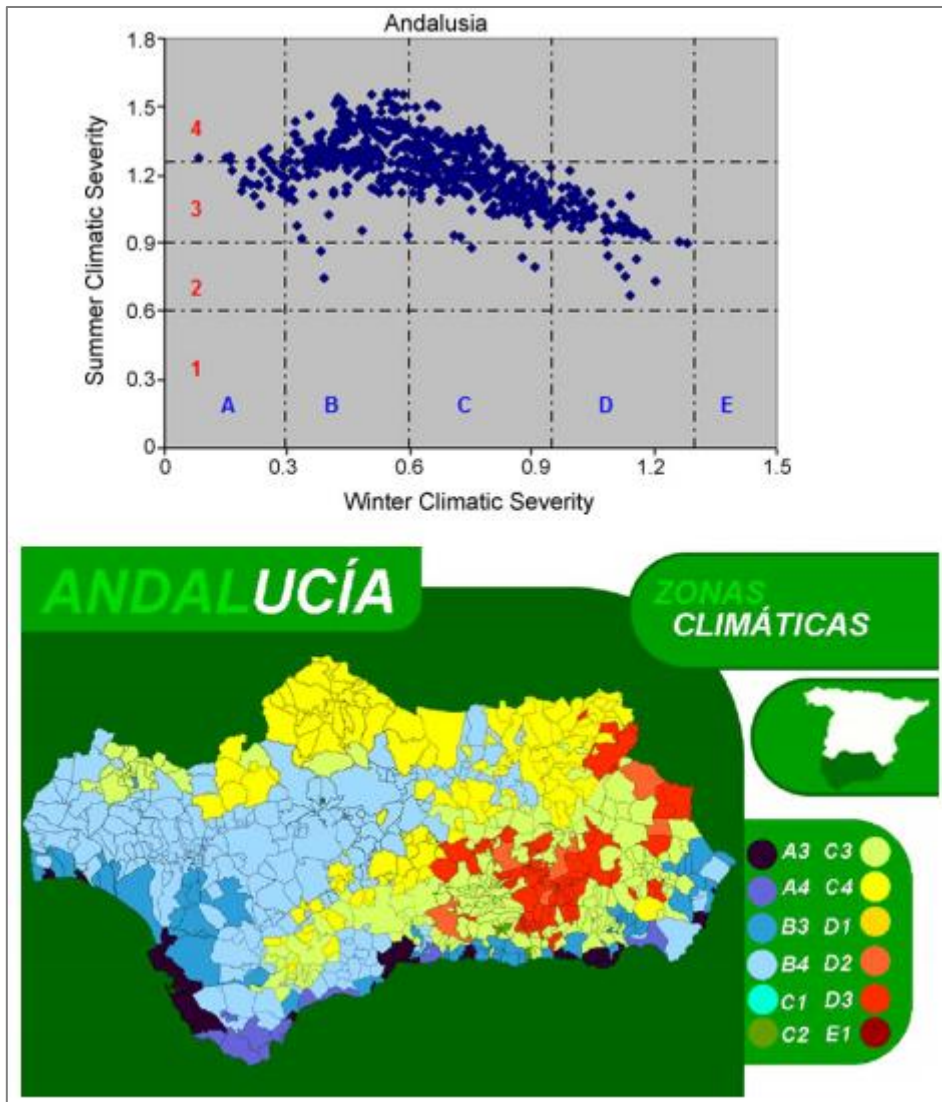 Andalusia
1.8
1.5
1.2
0.9
0.6
0.3
0
Summer Climatic Severity
4
3
2
1
A B C D E
0 0.3 0.6 0.9 1.2 1.5
Winter Climatic Severity
ANDALUCÍA
ZONAS
CLIMÁTICAS
A3 C3
A4 C4
B3 D1
B4 D2
C1 D3
C2 E1